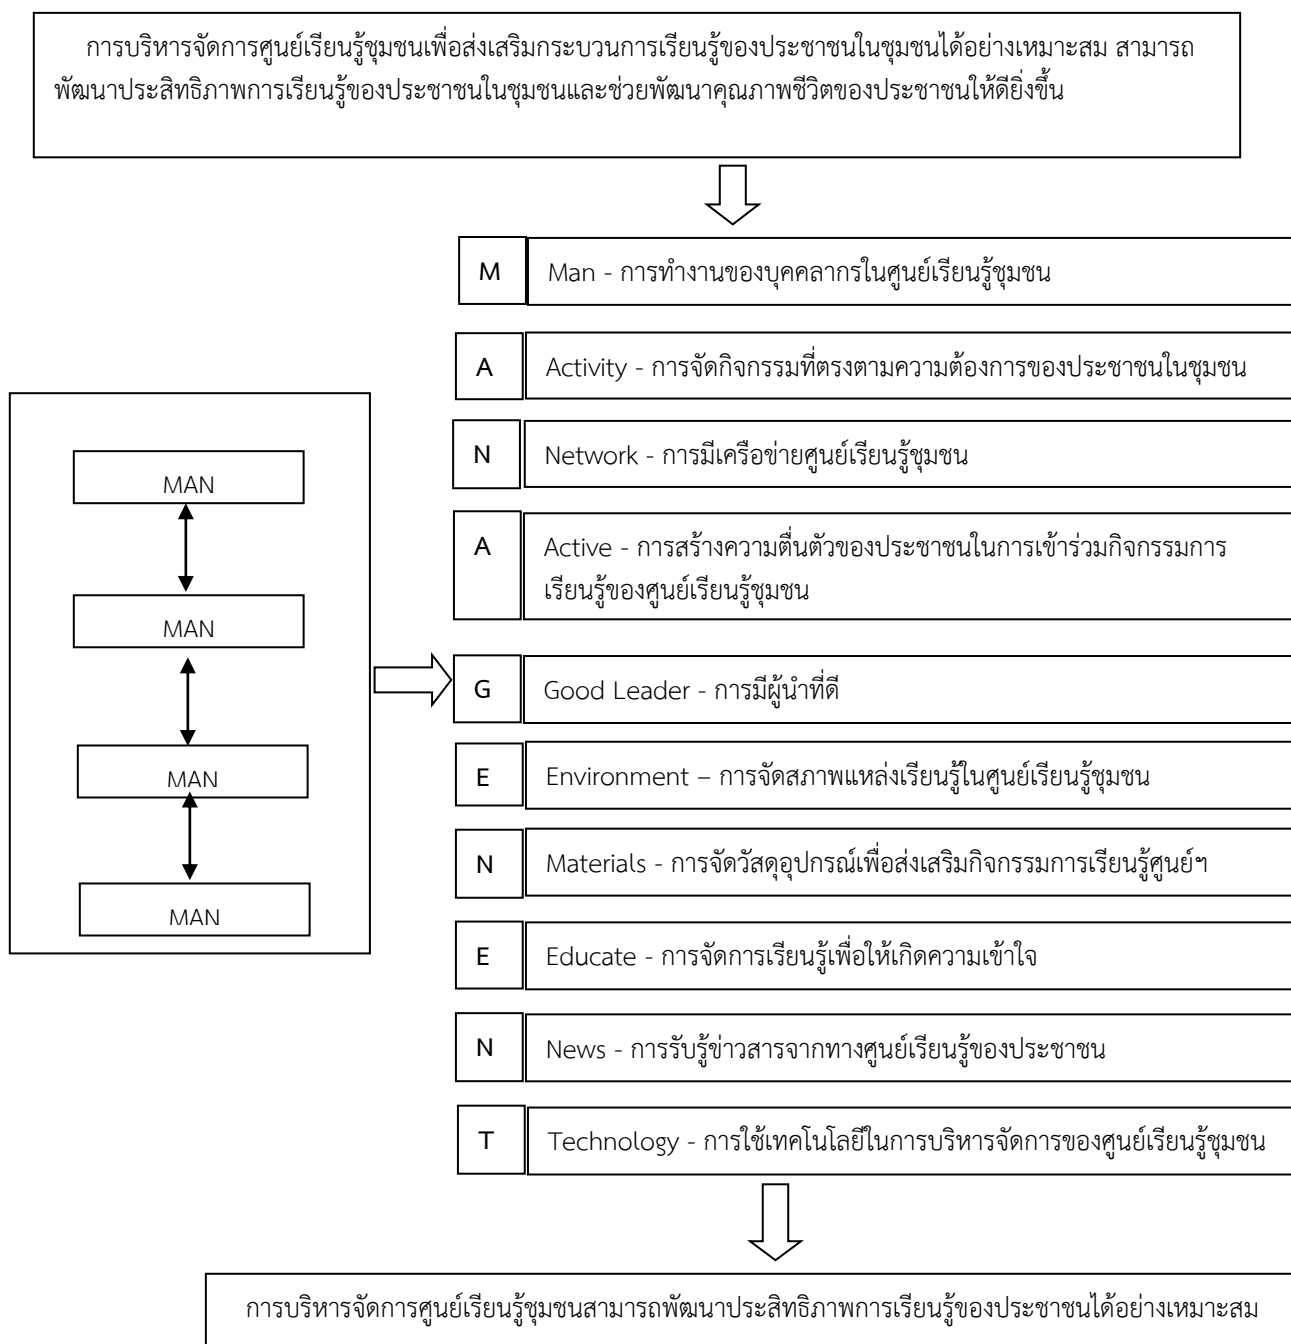 การบริหารจัดการศูนย์เรียนรู้ชุมชนเพื่อส่งเสริมกระบวนการเรียนรู้ของประชาชนในชุมชนได้อย่างเหมาะสม สามารถ
พัฒนาประสิทธิภาพการเรียนรู้ของประชาชนในชุมชนและช่วยพัฒนาคุณภาพชีวิตของประชาชนให้ดียิ่งขึ้น
M Man - การทำงานของบุคคลากรในศูนย์เรียนรู้ชุมชน
A Activity - การจัดกิจกรรมที่ตรงตามความต้องการของประชาชนในชุมชน
N Network - การมีเครือข่ายศูนย์เรียนรู้ชุมชน
A Active - การสร้างความตื่นตัวของประชาชนในการเข้าร่วมกิจกรรมการ
เรียนรู้ของศูนย์เรียนรู้ชุมชน
G Good Leader - การมีผู้นำที่ดี
E Environment – การจัดสภาพแหล่งเรียนรู้ในศูนย์เรียนรู้ชุมชน
N Materials - การจัดวัสดุอุปกรณ์เพื่อส่งเสริมกิจกรรมการเรียนรู้ศูนย์ฯ
E Educate - การจัดการเรียนรู้เพื่อให้เกิดความเข้าใจ
N News - การรับรู้ข่าวสารจากทางศูนย์เรียนรู้ของประชาชน
T Technology - การใช้เทคโนโลยีในการบริหารจัดการของศูนย์เรียนรู้ชุมชน
MAN
MAN
MAN
MAN
การบริหารจัดการศูนย์เรียนรู้ชุมชนสามารถพัฒนาประสิทธิภาพการเรียนรู้ของประชาชนได้อย่างเหมาะสม